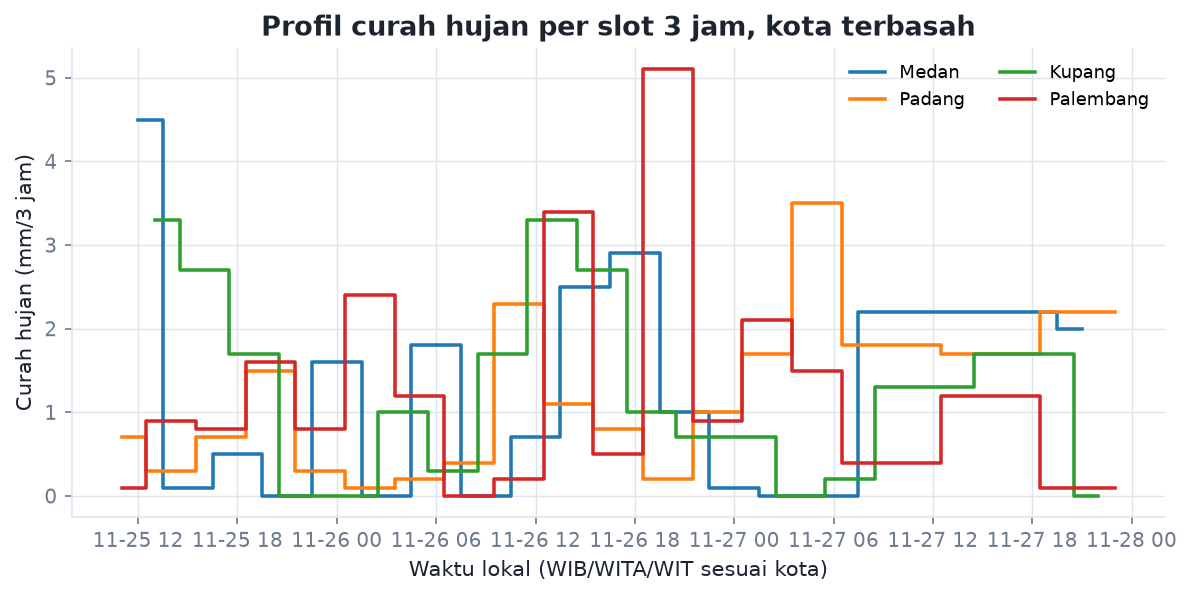 Profil curah hujan per slot 3 jam, kota terbasah
Medan
Padang
Kupang
Palembang
Curah hujan (mm/3 jam)
5
4
3
2
1
0
11-25 12 11-25 18 11-26 00 11-26 06 11-26 12 11-26 18 11-27 00 11-27 06 11-27 12 11-27 18 11-28 00
Waktu lokal (WIB/WITA/WIT sesuai kota)